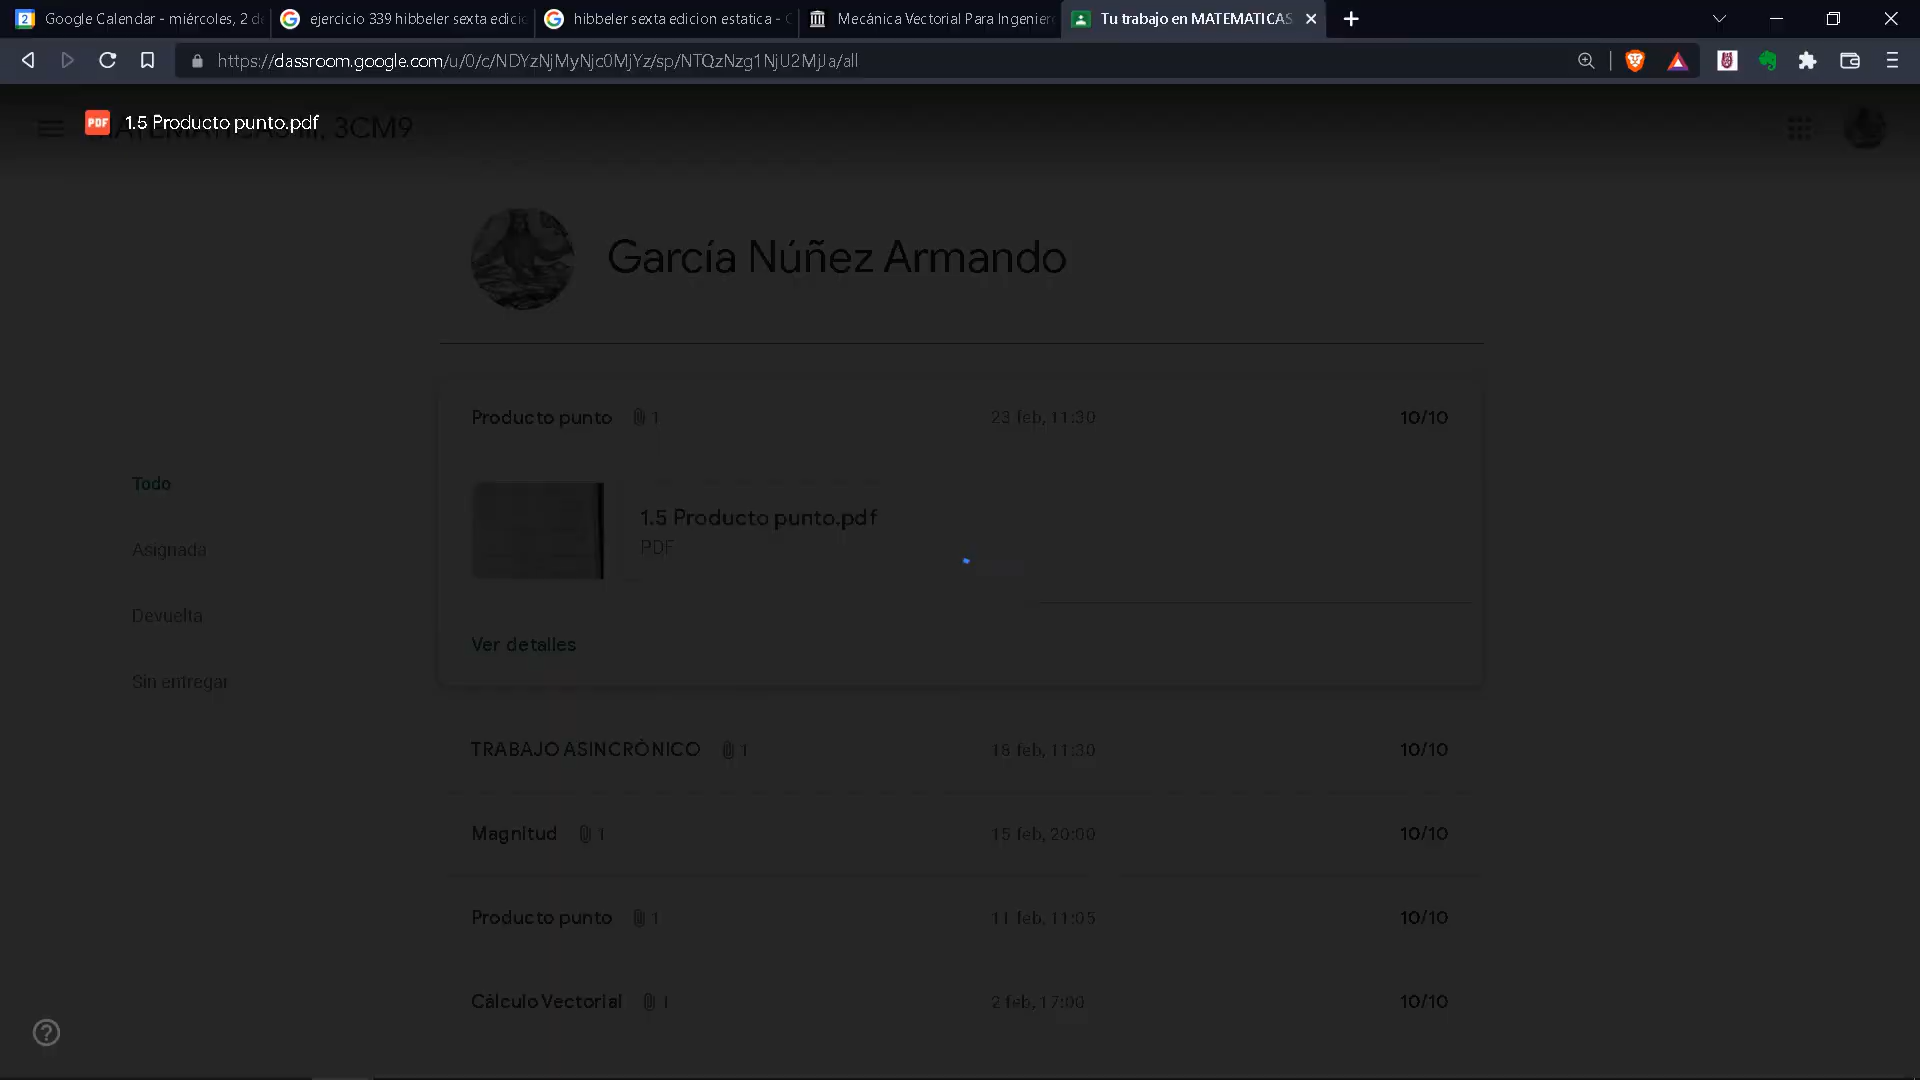 Google Calendar - miércoles, 2 de
ejercicio 339 hibbeler sexta edicio
hibbeler sexta edicion estatica - G
Mecánica Vectorial Para Ingenier
Tu trabajo en MATEMATICAS
https://classroom.google.com/u/0/c/NDYzNjMyNjc0MjYz/sp/NTQzNzg1NjU2MjJa/all
PDF 1.5 Producto punto.pdf
3CM9
García Núñez Armando
Producto punto 1 23 feb, 11:30 10/10
Todo
1.5 Producto punto.pdf
PDF
Asignada
Devuelta
Ver detalles
Sin entregar
TRABAJO ASINCRÓNICO 1 18 feb, 11:30 10/10
Magnitud 1 15 feb, 20:00 10/10
Producto punto 1 11 feb, 11:05 10/10
Cálculo Vectorial 1 2 feb, 17:00 10/10